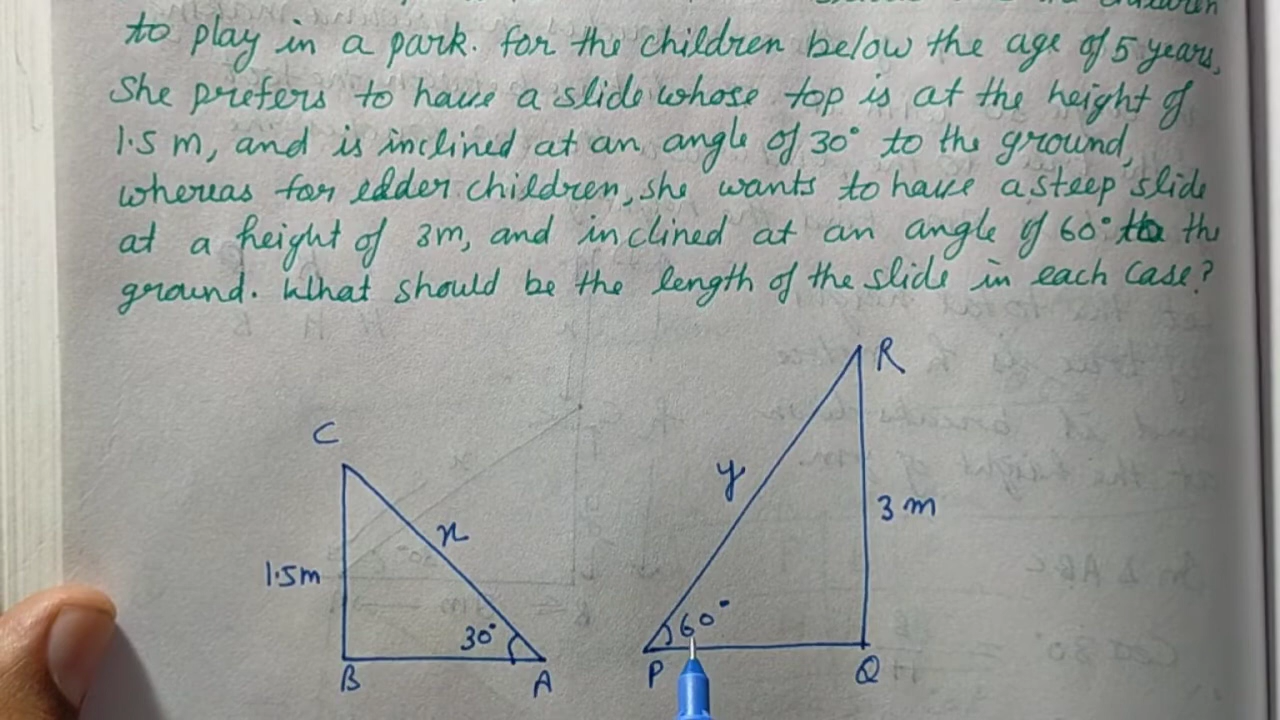 children
to play in a park. for the children below the age of 5 years,
She prefers to have a slide whose top is at the height of
1.5 m, and is inclined at an angle of 30° to the ground,
whereas for edder children, she wants to have a steep slide
at a height of 3m, and inclined at an angle of 60° to the
ground. What should be the length of the slide in each case?
R
C
y
x
3 m
1.5m
30°
60°
B
A
P
Q